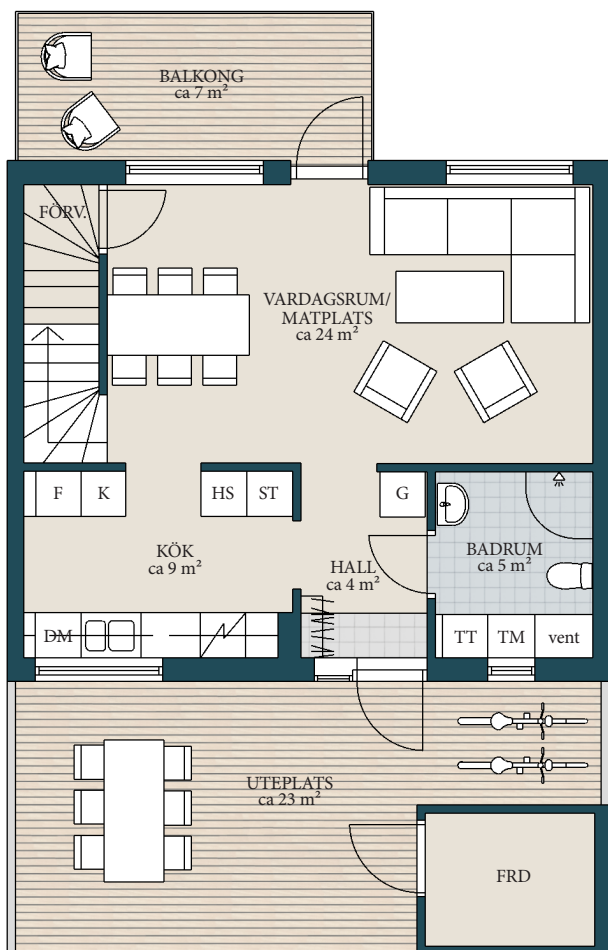 BALKONG
ca 7 m²
FÖRV.
VARDAGSRUM/
MATPLATS
ca 24 m²
F K HS ST G
KÖK
ca 9 m²
HALL
ca 4 m²
BADRUM
ca 5 m²
DM
TT TM vent
UTEPLATS
ca 23 m²
FRD